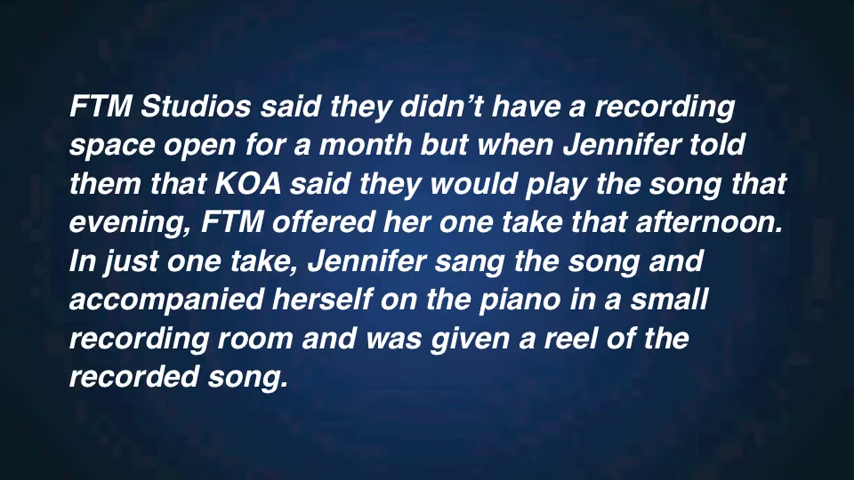 FTM Studios said they didn’t have a recording
space open for a month but when Jennifer told
them that KOA said they would play the song that
evening, FTM offered her one take that afternoon.
In just one take, Jennifer sang the song and
accompanied herself on the piano in a small
recording room and was given a reel of the
recorded song.